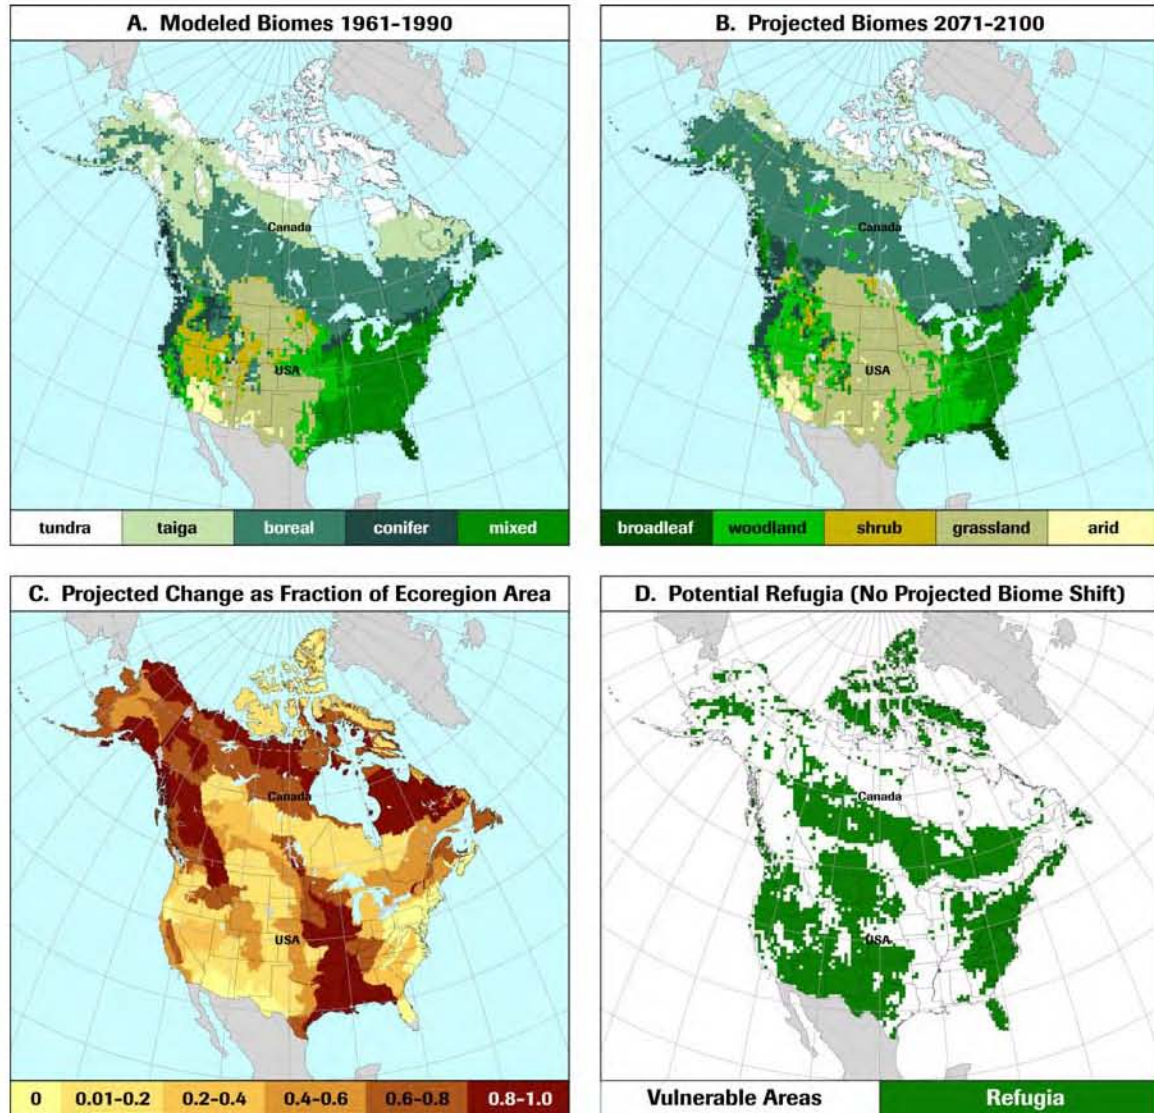 A. Modeled Biomes 1961-1990
Canada
USA
tundra taiga boreal conifer mixed
B. Projected Biomes 2071-2100
Canada
USA
broadleaf woodland shrub grassland arid
C. Projected Change as Fraction of Ecoregion Area
Canada
USA
0 0.01-0.2 0.2-0.4 0.4-0.6 0.6-0.8 0.8-1.0
D. Potential Refugia (No Projected Biome Shift)
Canada
USA
Vulnerable Areas Refugia